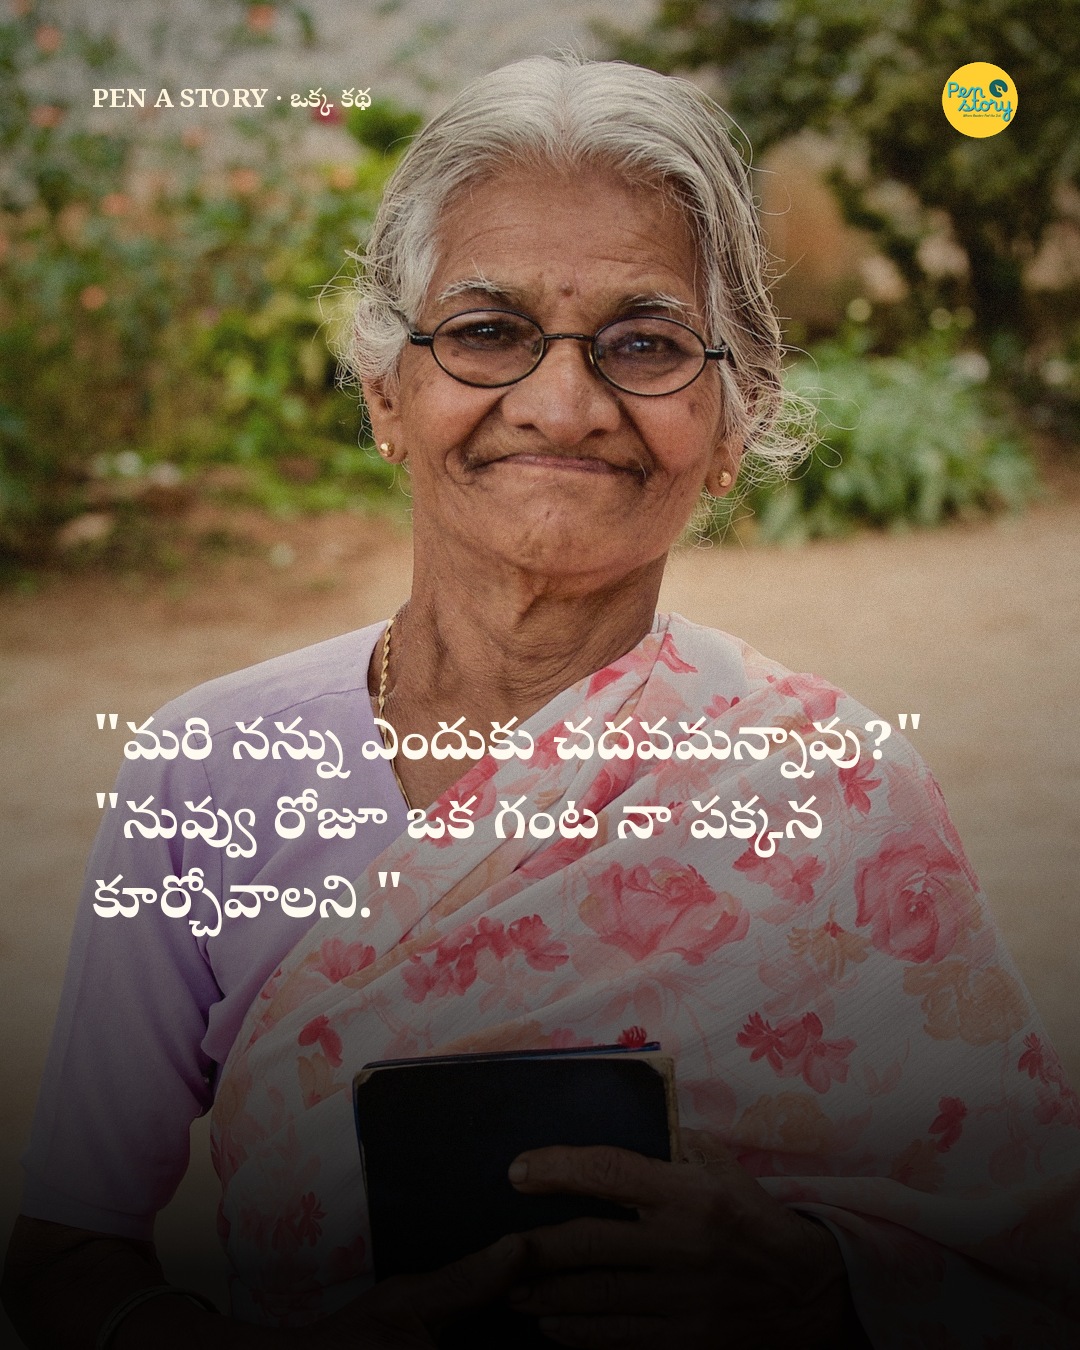 PEN A STORY · ఒక్క కథ
Pen a
story
"మరి నన్ను ఎందుకు చదవమన్నావు?"
"నువ్వు రోజూ ఒక గంట నా పక్కన
కూర్చోవాలని."